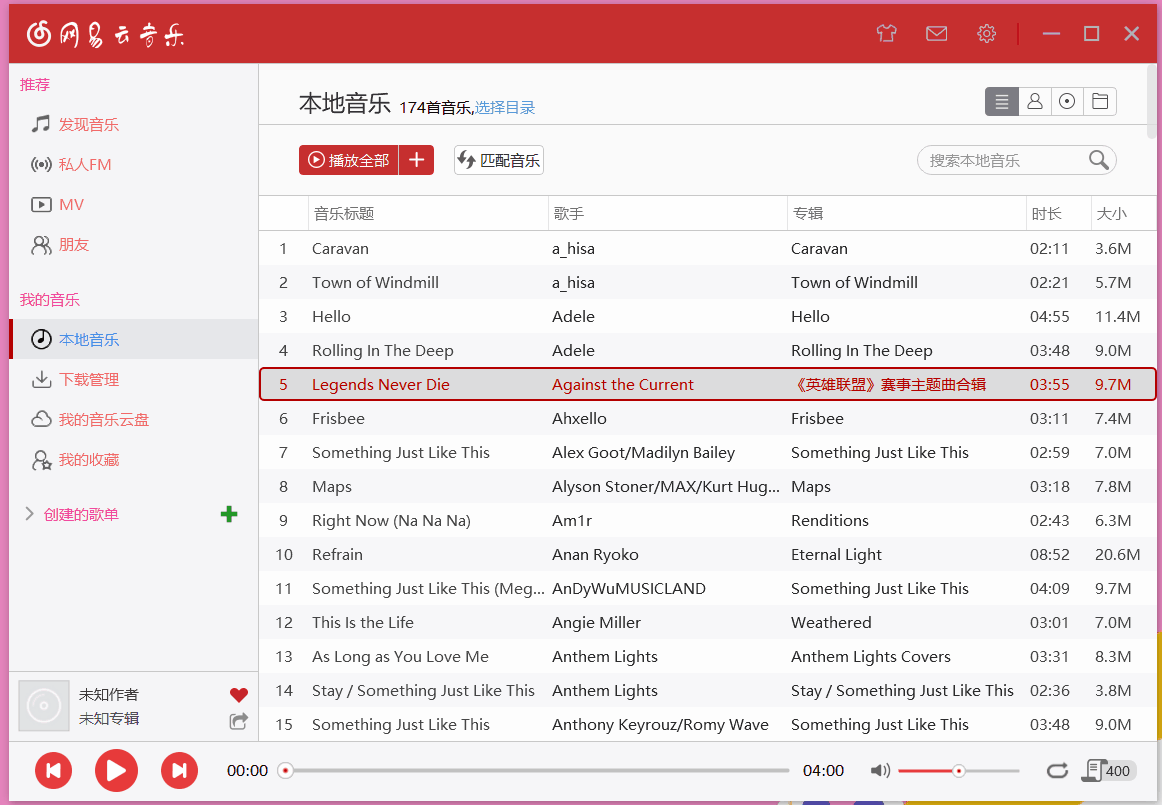 网易云音乐
推荐
发现音乐
私人FM
MV
朋友
我的音乐
本地音乐
下载管理
我的音乐云盘
我的收藏
创建的歌单
未知作者
未知专辑
本地音乐 174首音乐,选择目录
播放全部 匹配音乐 搜索本地音乐
音乐标题 歌手 专辑 时长 大小
1 Caravan a_hisa Caravan 02:11 3.6M
2 Town of Windmill a_hisa Town of Windmill 02:21 5.7M
3 Hello Adele Hello 04:55 11.4M
4 Rolling In The Deep Adele Rolling In The Deep 03:48 9.0M
5 Legends Never Die Against the Current 《英雄联盟》赛事主题曲合辑 03:55 9.7M
6 Frisbee Ahxello Frisbee 03:11 7.4M
7 Something Just Like This Alex Goot/Madilyn Bailey Something Just Like This 02:59 7.0M
8 Maps Alyson Stoner/MAX/Kurt Hug... Maps 03:18 7.8M
9 Right Now (Na Na Na) Am1r Renditions 02:43 6.3M
10 Refrain Anan Ryoko Eternal Light 08:52 20.6M
11 Something Just Like This (Meg... AnDyWuMUSICLAND Something Just Like This 04:09 9.7M
12 This Is the Life Angie Miller Weathered 03:01 7.0M
13 As Long as You Love Me Anthem Lights Anthem Lights Covers 03:31 8.3M
14 Stay / Something Just Like This Anthem Lights Stay / Something Just Like This 02:36 3.8M
15 Something Just Like This Anthony Keyrouz/Romy Wave Something Just Like This 03:48 9.0M
00:00 04:00 400